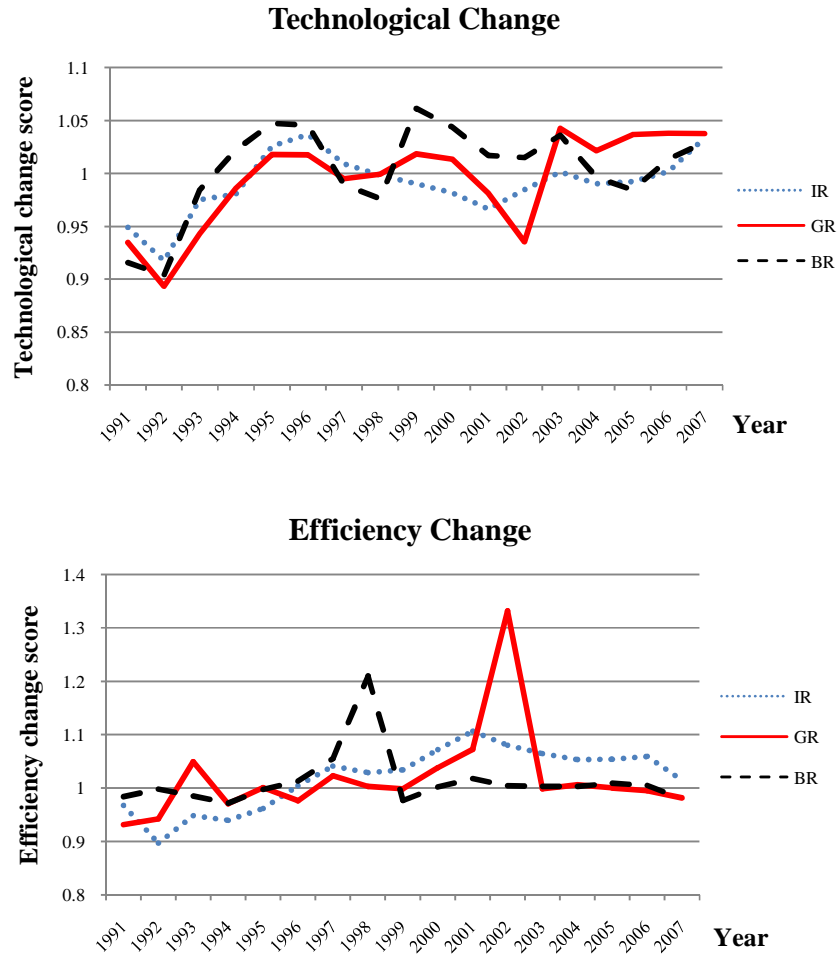 Technological Change
Technological change score
1.1
1.05
1
0.95
0.9
0.85
0.8
1991 1992 1993 1994 1995 1996 1997 1998 1999 2000 2001 2002 2003 2004 2005 2006 2007
Year
IR
GR
BR
Efficiency Change
Efficiency change score
1.4
1.3
1.2
1.1
1
0.9
0.8
1991 1992 1993 1994 1995 1996 1997 1998 1999 2000 2001 2002 2003 2004 2005 2006 2007
Year
IR
GR
BR